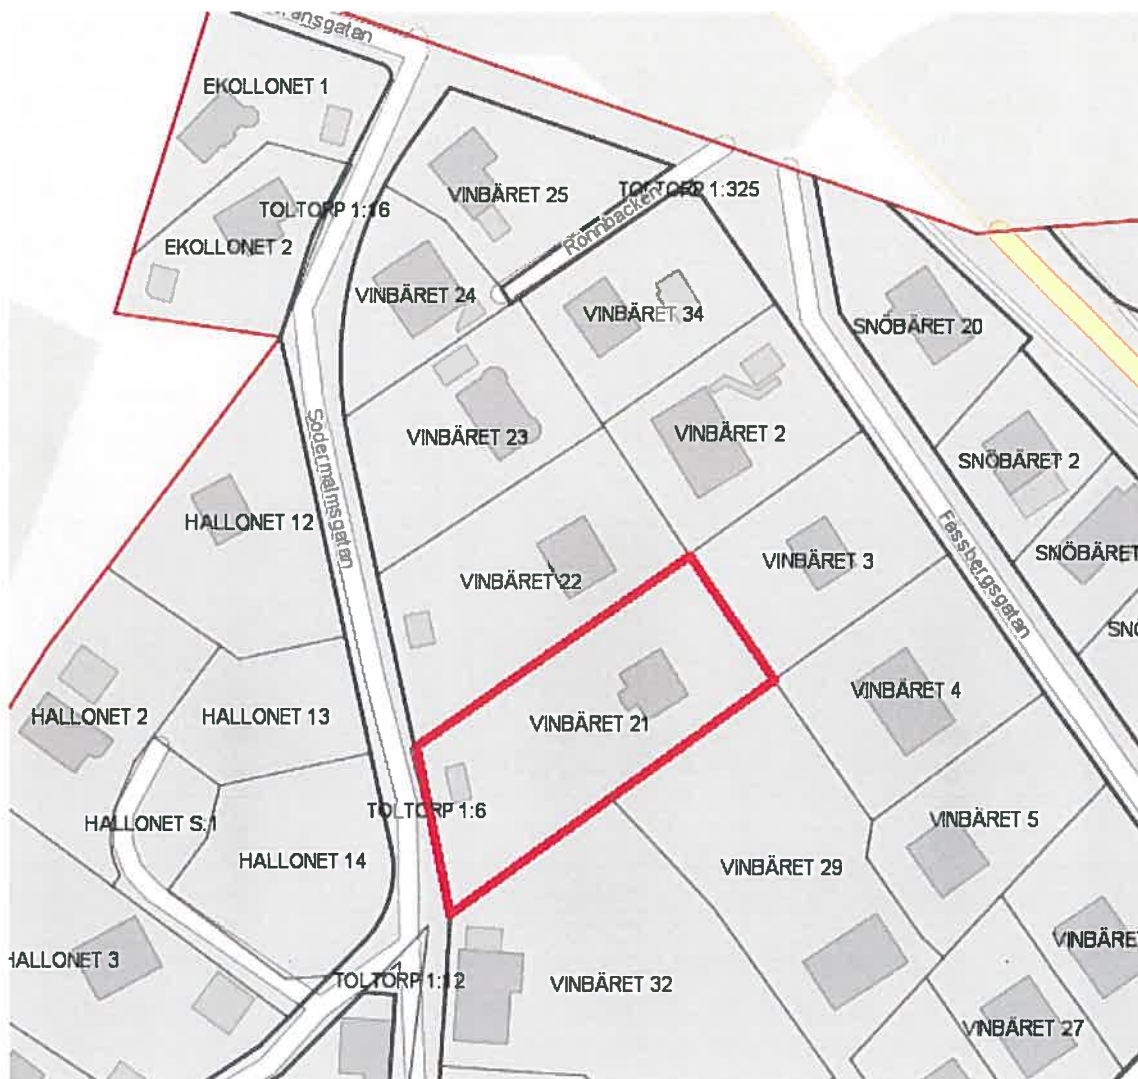 EKOLLONET 1
VINBÄRET 25
TOLTORP 1:325
TOLTORP 1:16
Rönnbacken
EKOLLONET 2
VINBÄRET 24
VINBÄRET 34
SNÖBÄRET 20
VINBÄRET 23
VINBÄRET 2
SNÖBÄRET 2
Södermalmsgatan
HALLONET 12
SNÖBÄRET
VINBÄRET 3
Fässbergsgatan
VINBÄRET 22
VINBÄRET 4
HALLONET 2
HALLONET 13
VINBÄRET 21
TOLTORP 1:6
HALLONET S:1
VINBÄRET 5
HALLONET 14
VINBÄRET 29
VINBÄRE
HALLONET 3
TOLTORP 1:12
VINBÄRET 32
VINBÄRET 27